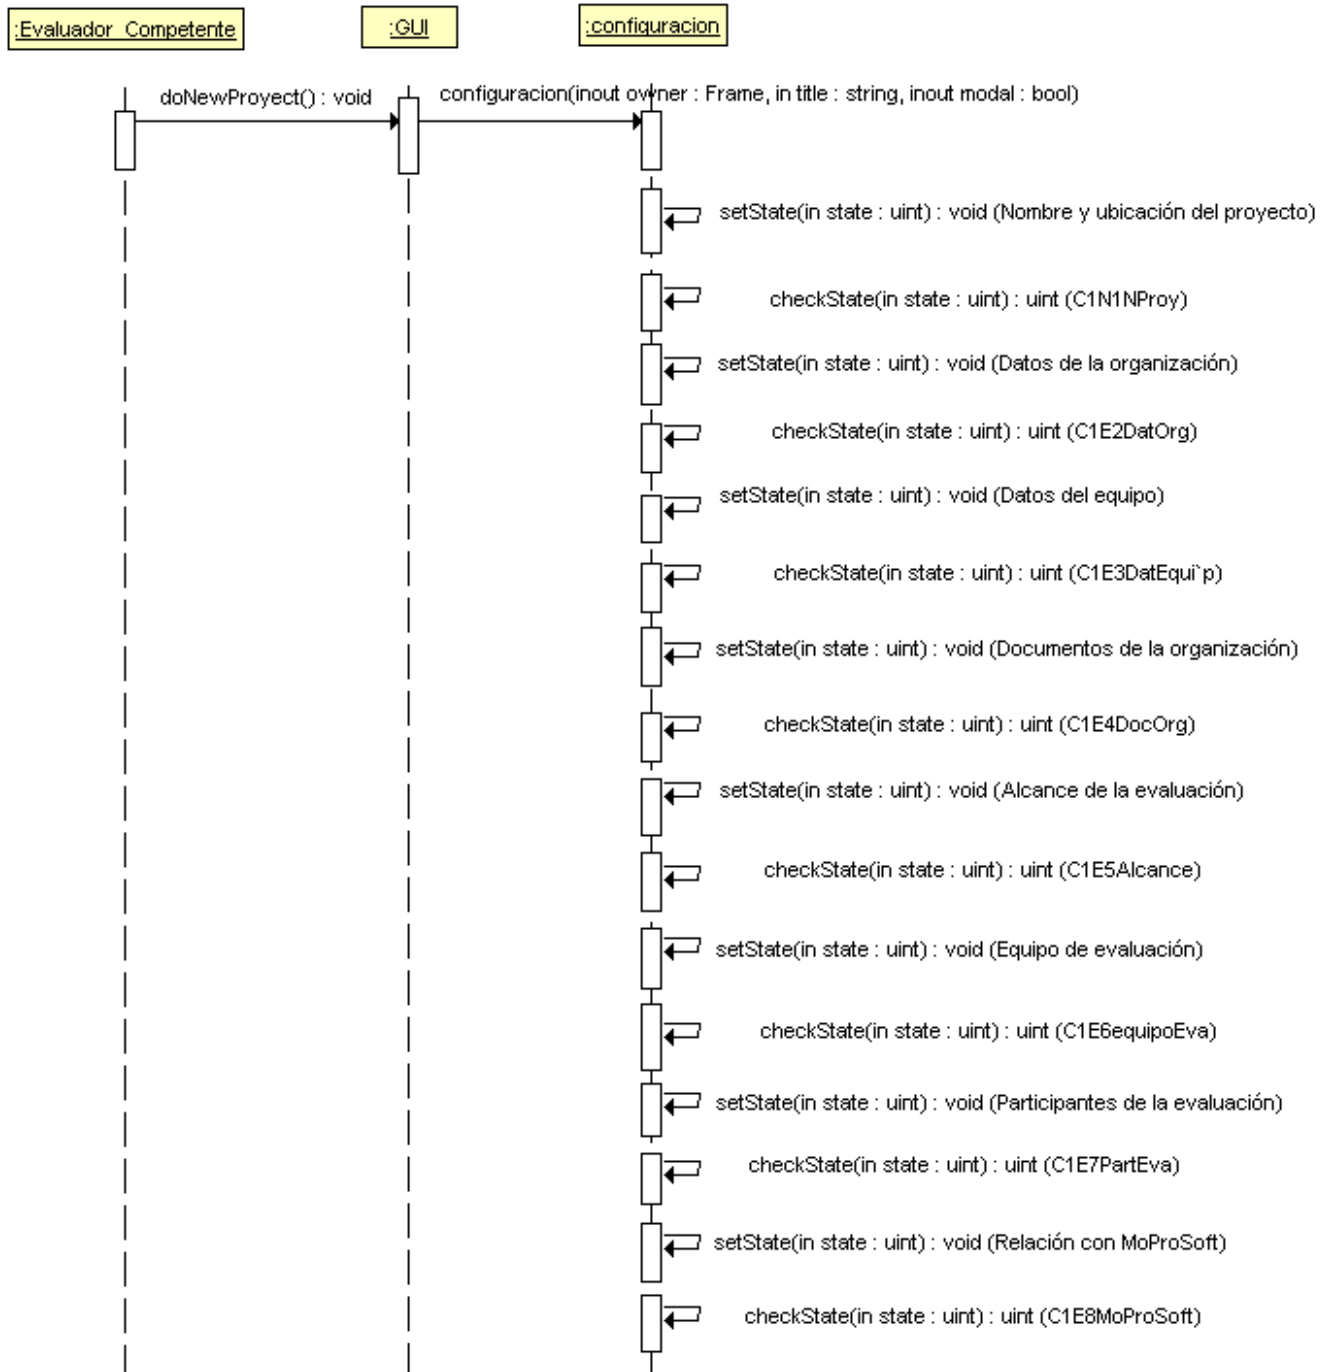 :Evaluador Competente
:GUI
:configuracion
doNewProyect() : void
configuracion(inout owner : Frame, in title : string, inout modal : bool)
setState(in state : uint) : void (Nombre y ubicación del proyecto)
checkState(in state : uint) : uint (C1N1NProy)
setState(in state : uint) : void (Datos de la organización)
checkState(in state : uint) : uint (C1E2DatOrg)
setState(in state : uint) : void (Datos del equipo)
checkState(in state : uint) : uint (C1E3DatEqui`p)
setState(in state : uint) : void (Documentos de la organización)
checkState(in state : uint) : uint (C1E4DocOrg)
setState(in state : uint) : void (Alcance de la evaluación)
checkState(in state : uint) : uint (C1E5Alcance)
setState(in state : uint) : void (Equipo de evaluación)
checkState(in state : uint) : uint (C1E6equipoEva)
setState(in state : uint) : void (Participantes de la evaluación)
checkState(in state : uint) : uint (C1E7PartEva)
setState(in state : uint) : void (Relación con MoProSoft)
checkState(in state : uint) : uint (C1E8MoProSoft)